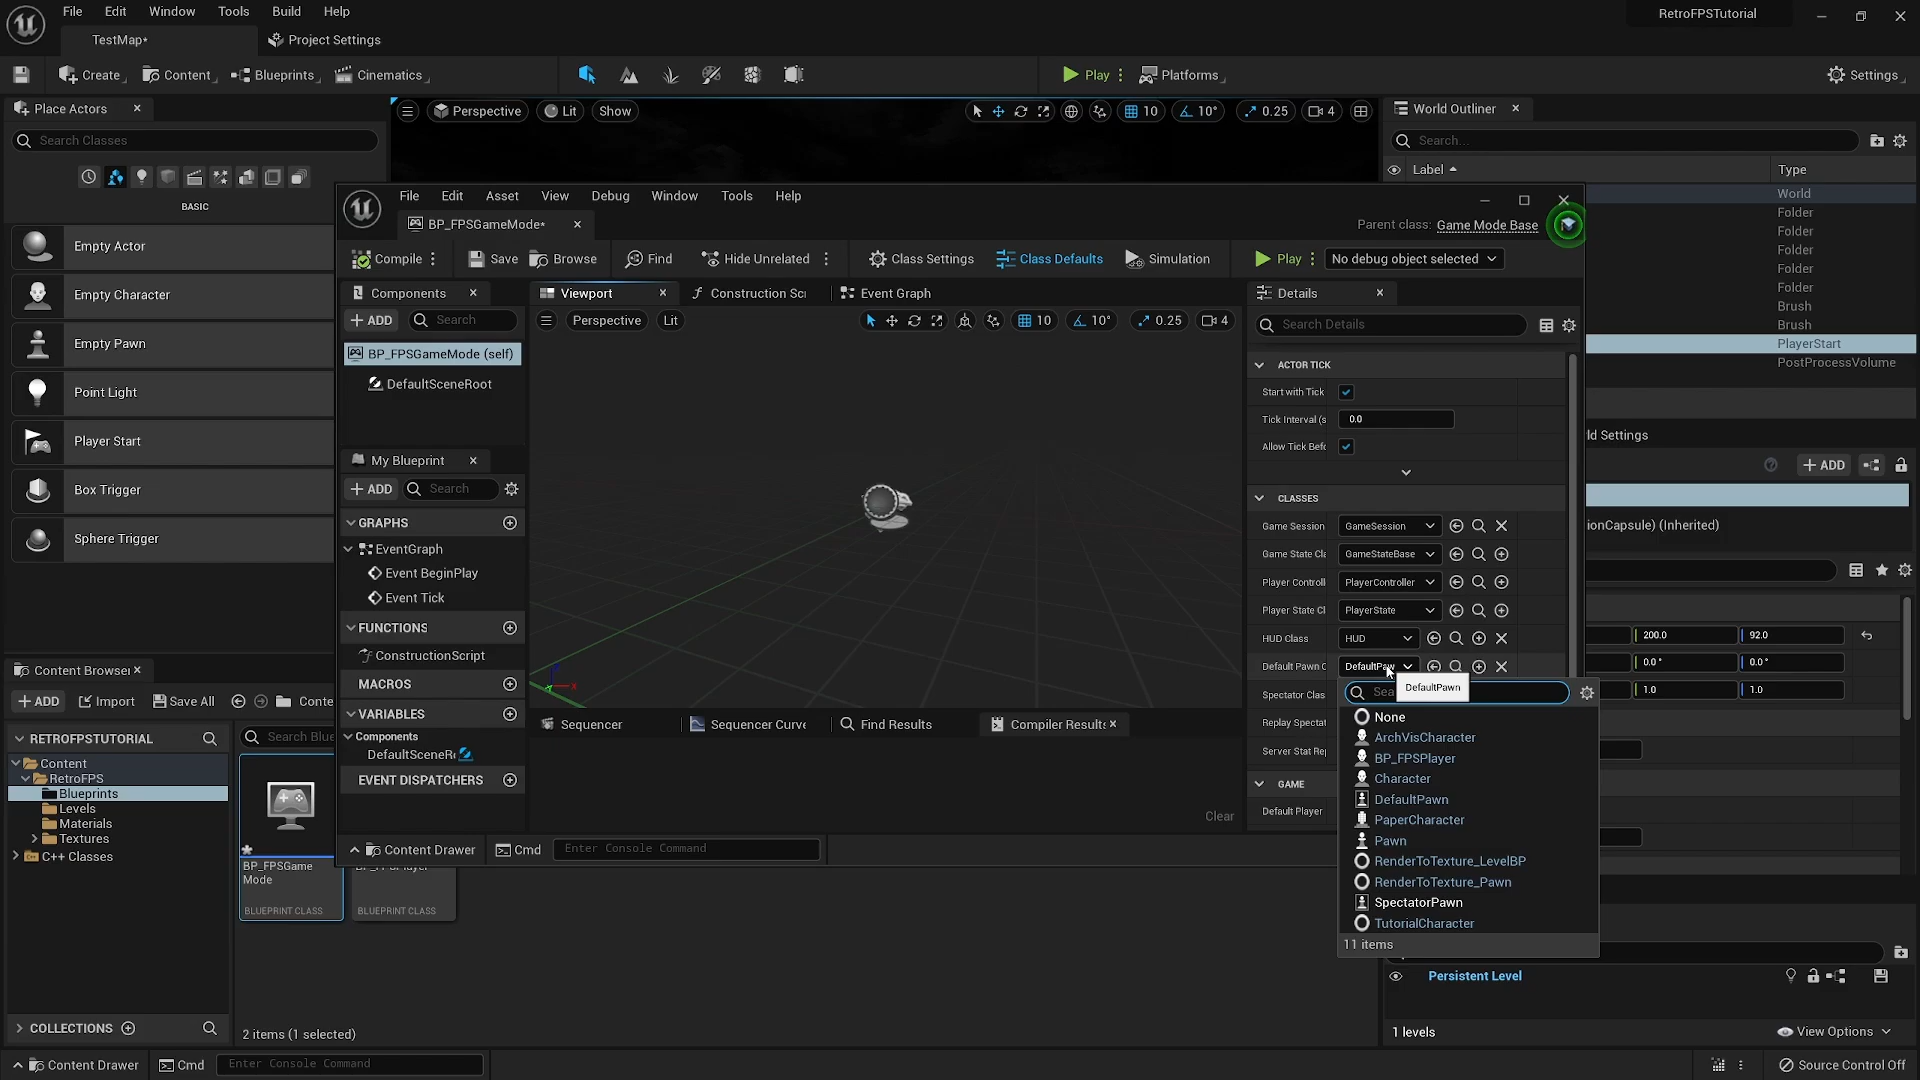 File Edit Window Tools Build Help
RetroFPSTutorial
TestMap*
Project Settings
Create
Content
Blueprints
Cinematics
Play
Platforms
Settings
Place Actors
Perspective
Lit
Show
10
10°
0.25
4
World Outliner
Search Classes
Search...
Label
Type
BASIC
Empty Actor
Empty Character
Empty Pawn
Point Light
Player Start
Box Trigger
Sphere Trigger
World
Folder
Folder
Folder
Folder
Folder
Brush
Brush
PlayerStart
PostProcessVolume
ld Settings
ADD
ionCapsule) (Inherited)
200.0
92.0
0.0°
0.0°
1.0
1.0
File Edit Asset View Debug Window Tools Help
BP_FPSGameMode*
Parent class: Game Mode Base
Compile
Save
Browse
Find
Hide Unrelated
Class Settings
Class Defaults
Simulation
Play
No debug object selected
Components
Viewport
Construction Scr
Event Graph
Details
ADD
Search
Perspective
Lit
10
10°
0.25
4
Search Details
BP_FPSGameMode (self)
DefaultSceneRoot
My Blueprint
ADD
Search
GRAPHS
EventGraph
Event BeginPlay
Event Tick
FUNCTIONS
ConstructionScript
MACROS
VARIABLES
Components
DefaultSceneR
EVENT DISPATCHERS
ACTOR TICK
Start with Tick
Tick Interval (s
0.0
Allow Tick Befo
CLASSES
Game Session
GameSession
Game State Cla
GameStateBase
Player Controll
PlayerController
Player State Cl
PlayerState
HUD Class
HUD
Default Pawn C
DefaultPaw
DefaultPawn
Spectator Clas
Replay Spectat
Server Stat Rep
GAME
Default Player
Sea
None
ArchVisCharacter
BP_FPSPlayer
Character
DefaultPawn
PaperCharacter
Pawn
RenderToTexture_LevelBP
RenderToTexture_Pawn
SpectatorPawn
TutorialCharacter
11 items
Sequencer
Sequencer Curve
Find Results
Compiler Results
Clear
Content Drawer
Cmd
Enter Console Command
Content Browser
ADD
Import
Save All
Conte
RETROFPSTUTORIAL
Search Blue
Content
RetroFPS
Blueprints
Levels
Materials
Textures
C++ Classes
BP_FPSGame
Mode
BLUEPRINT CLASS
BLUEPRINT CLASS
COLLECTIONS
2 items (1 selected)
Persistent Level
1 levels
View Options
Content Drawer
Cmd
Enter Console Command
Source Control Off